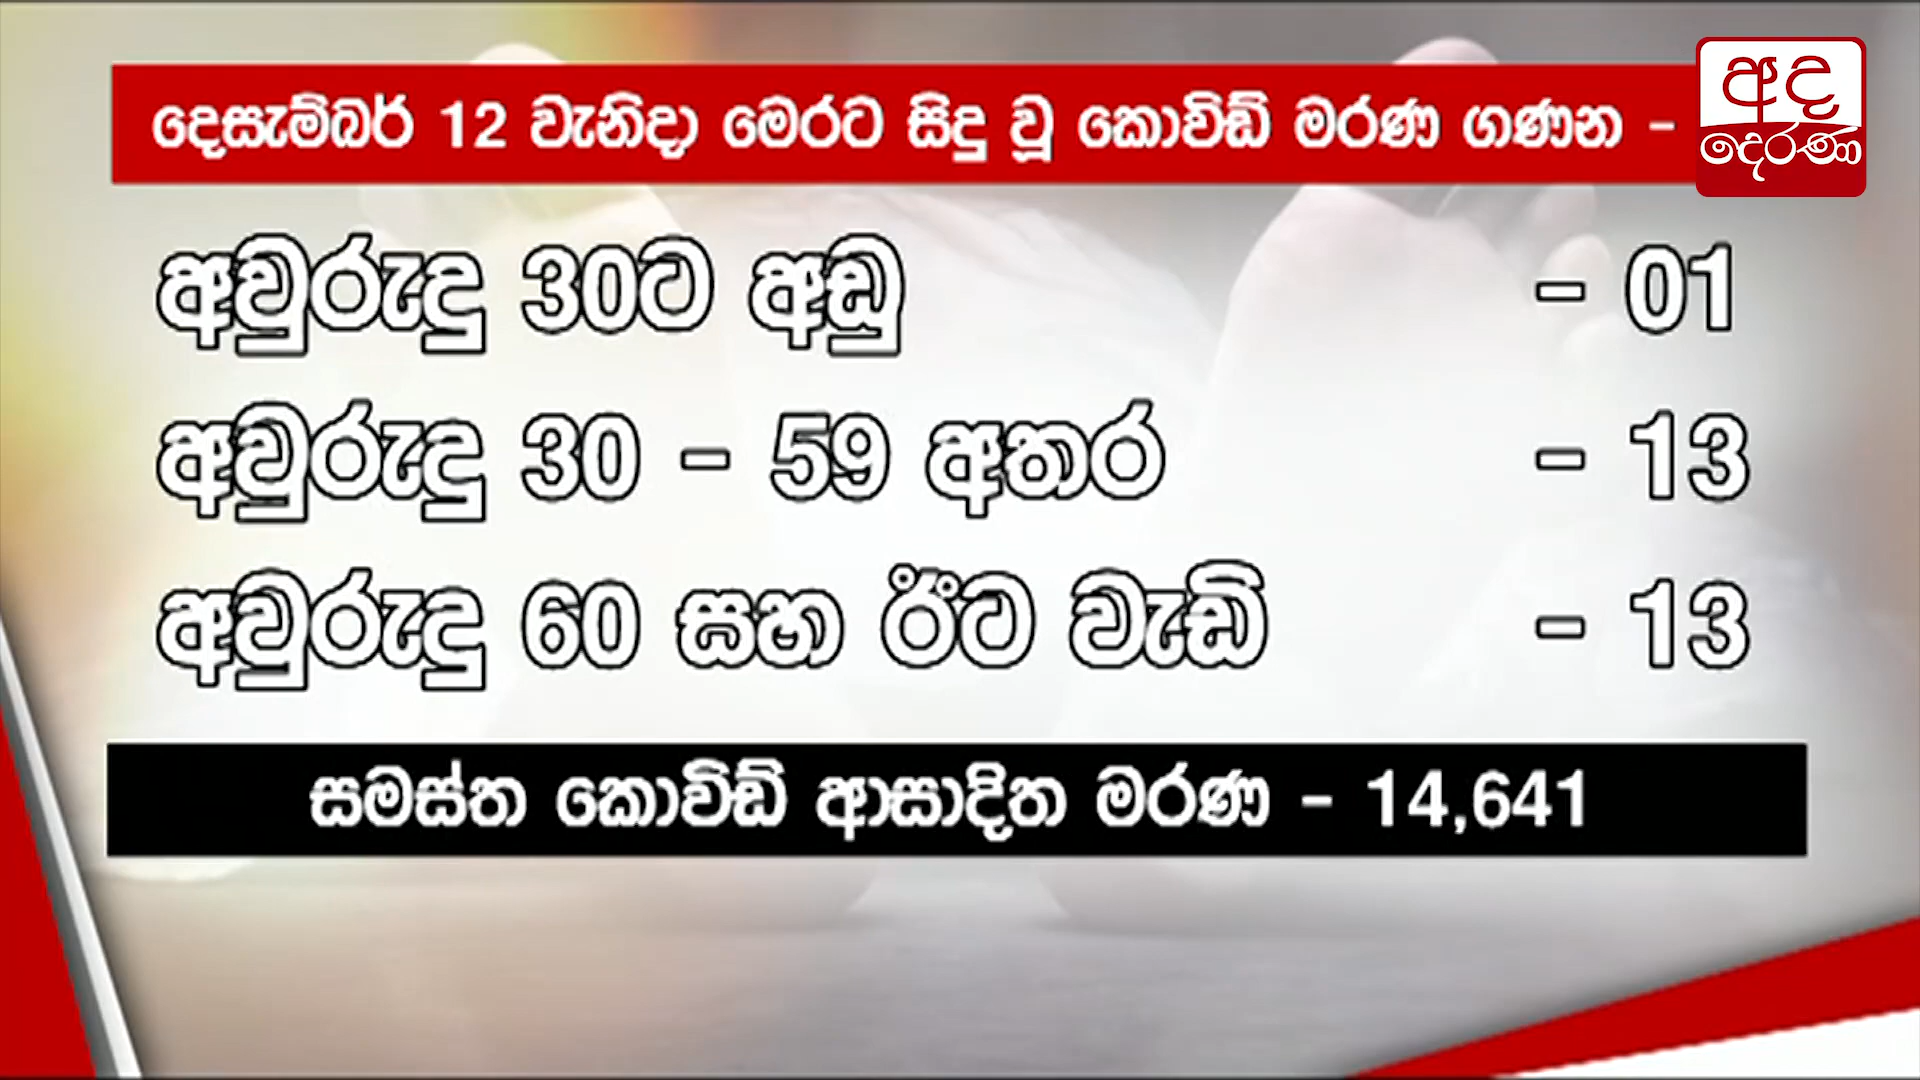 දෙසැම්බර් 12 වැනිදා මෙරට සිදු වූ කොවිඩ් මරණ ගණන -
අද
දෙරණ
අවුරුදු 30ට අඩු - 01
අවුරුදු 30 - 59 අතර - 13
අවුරුදු 60 සහ ඊට වැඩි - 13
සමස්ත කොවිඩ් ආසාදිත මරණ - 14,641